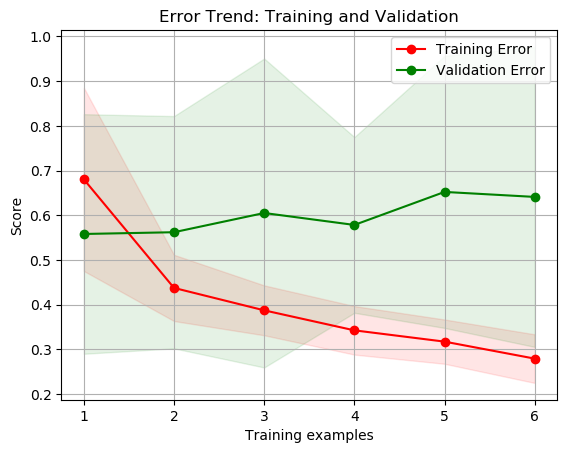 Error Trend: Training and Validation
Training Error
Validation Error
Score
1.0
0.9
0.8
0.7
0.6
0.5
0.4
0.3
0.2
1 2 3 4 5 6
Training examples